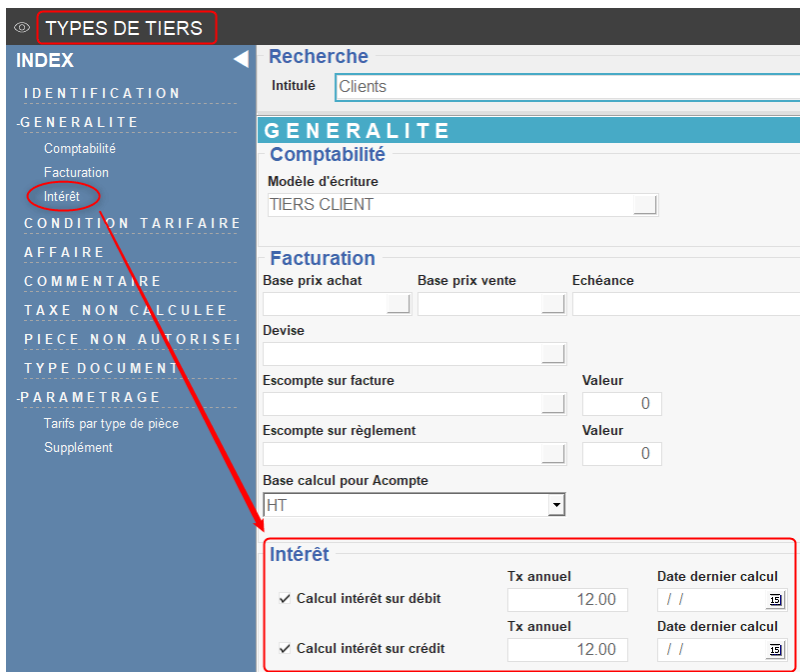 TYPES DE TIERS
INDEX
IDENTIFICATION
-GENERALITE
Comptabilité
Facturation
Intérêt
CONDITION TARIFAIRE
AFFAIRE
COMMENTAIRE
TAXE NON CALCULEE
PIECE NON AUTORISEI
TYPE DOCUMENT
-PARAMETRAGE
Tarifs par type de pièce
Supplément
Recherche
Intitulé Clients
GENERALITE
Comptabilité
Modèle d'écriture
TIERS CLIENT
Facturation
Base prix achat Base prix vente Echéance
Devise
Escompte sur facture Valeur
0
Escompte sur règlement Valeur
0
Base calcul pour Acompte
HT
Intérêt
Tx annuel Date dernier calcul
Calcul intérêt sur débit 12.00 / / 15
Tx annuel Date dernier calcul
Calcul intérêt sur crédit 12.00 / / 15